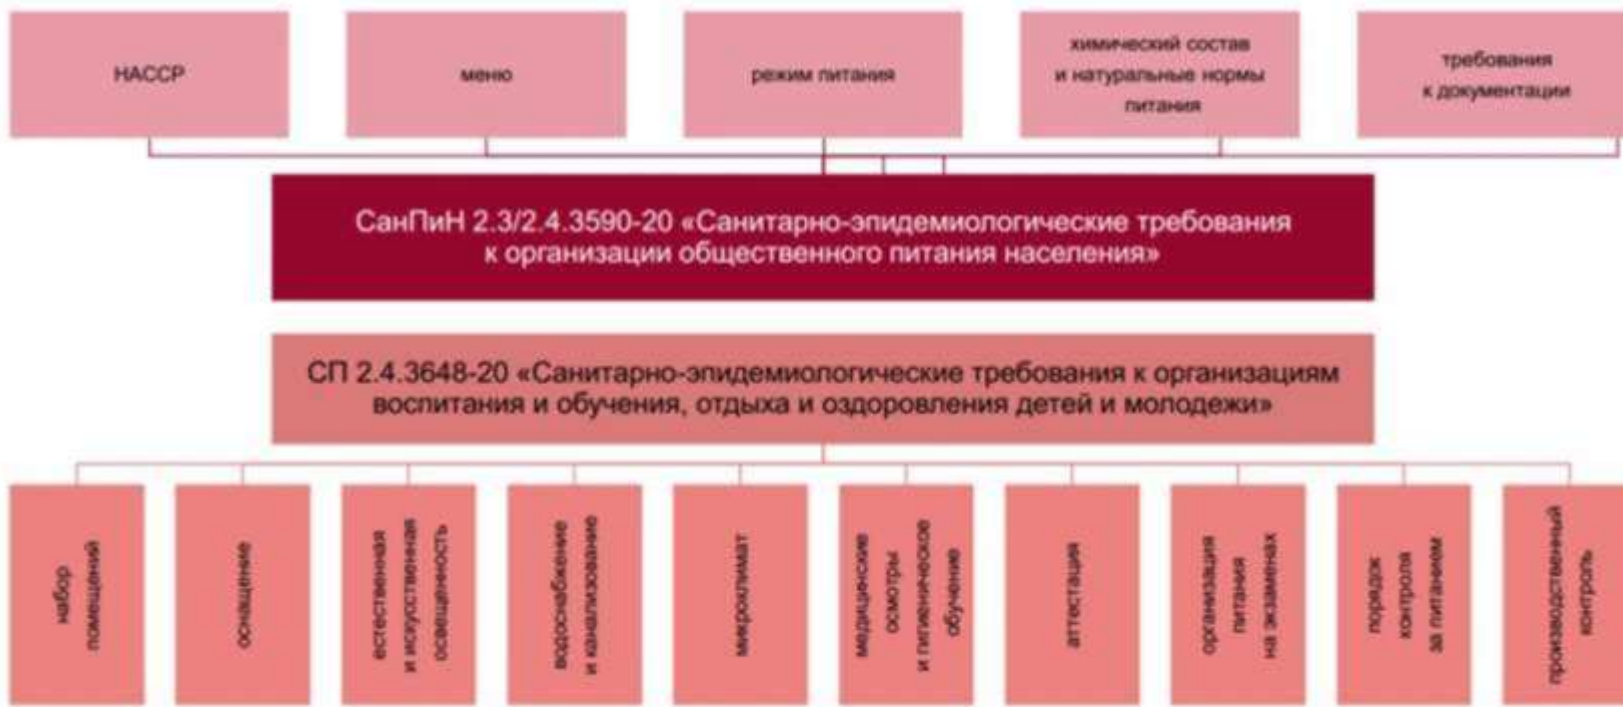 НАССР
меню
режим питания
химический состав
и натуральные нормы
питания
требования
к документации
СанПиН 2.3/2.4.3590-20 «Санитарно-эпидемиологические требования
к организации общественного питания населения»
СП 2.4.3648-20 «Санитарно-эпидемиологические требования к организациям
воспитания и обучения, отдыха и оздоровления детей и молодежи»
набор
помещений
оснащение
естественная
и искусственная
освещенность
водоснабжение
и канализование
микроклимат
медицинские
осмотры
и гигиеническое
обучение
аттестация
организация
питания
на экзаменах
порядок
контроля
за питанием
производственный
контроль